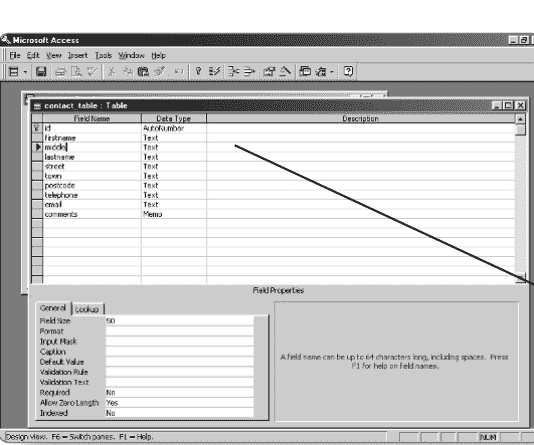 Microsoft Access
File Edit View Insert Tools Window Help
contact_table : Table
Field Name Data Type Description
id AutoNumber
firstname Text
middle Text
lastname Text
street Text
town Text
postcode Text
telephone Text
email Text
comments Memo
Field Properties
General Lookup
Field Size 50
Format
Input Mask
Caption
Default Value
Validation Rule
Validation Text
Required No
Allow Zero Length Yes
Indexed No
A field name can be up to 64 characters long, including spaces. Press
F1 for help on field names.
Design view. F6 = Switch panes. F1 = Help. NUM